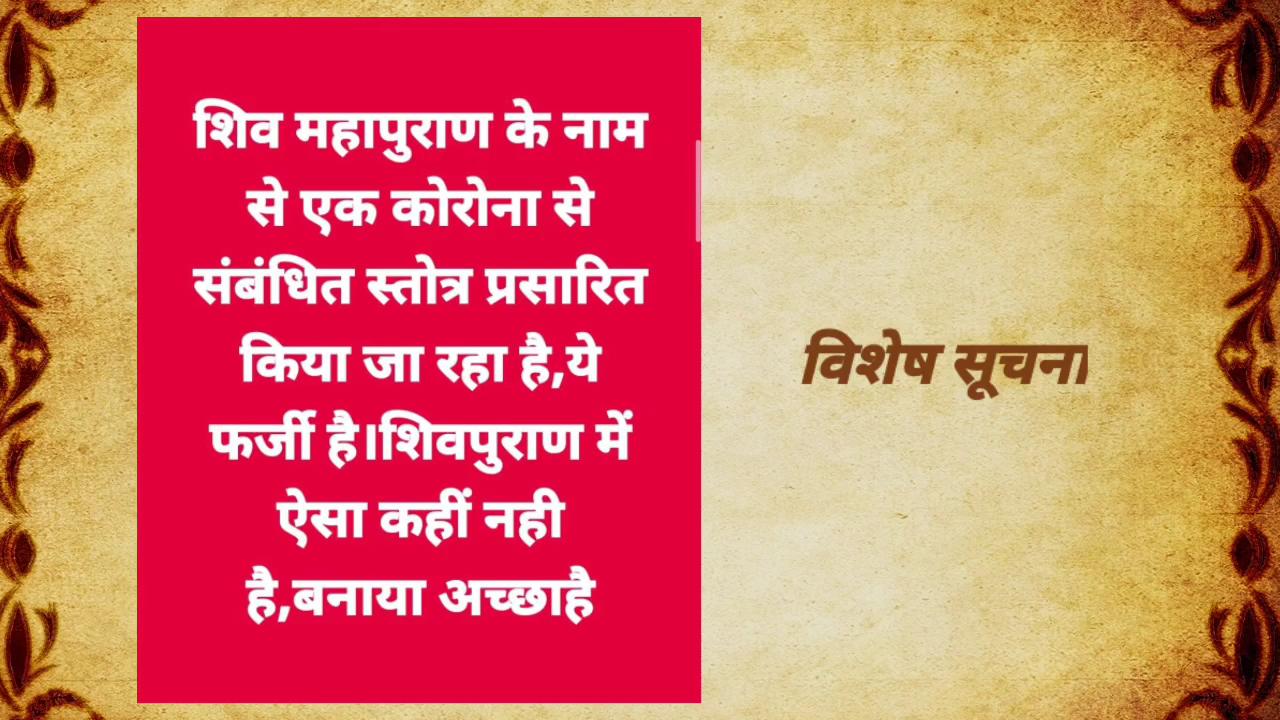 शिव महापुराण के नाम
से एक कोरोना से
संबंधित स्तोत्र प्रसारित
किया जा रहा है,ये
फर्जी है।शिवपुराण में
ऐसा कहीं नही
है,बनाया अच्छाहै
विशेष सूचना